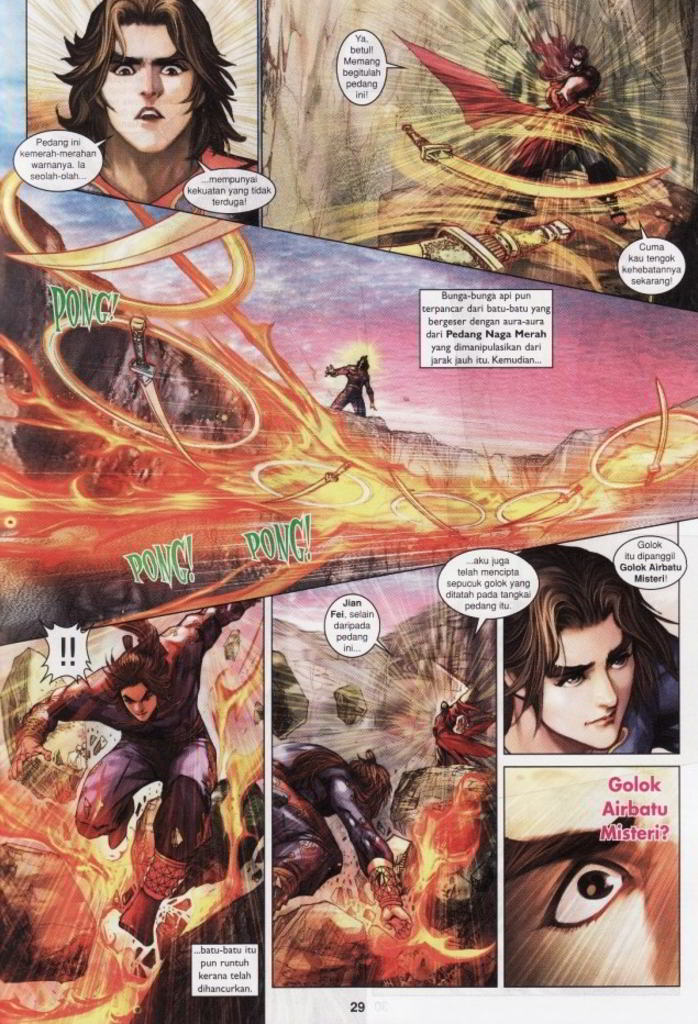 Pedang ini
kemerah-merahan
warnanya. Ia
seolah-olah...
...mempunyai
kekuatan yang tidak
terduga!
Ya,
betul!
Memang
begitulah
pedang
ini!
Cuma
kau tengok
kehebatannya
sekarang!
PONG!
Bunga-bunga api pun
terpancar dari batu-batu yang
bergeser dengan aura-aura
dari Pedang Naga Merah
yang dimanipulasikan dari
jarak jauh itu. Kemudian...
PONG!
PONG!
!!
...batu-batu itu
pun runtuh
kerana telah
dihancurkan.
Jian
Fei, selain
daripada
pedang
ini...
...aku juga
telah mencipta
sepucuk golok yang
ditatah pada tangkai
pedang itu.
Golok
itu dipanggil
Golok Airbatu
Misteri!
Golok
Airbatu
Misteri?
29